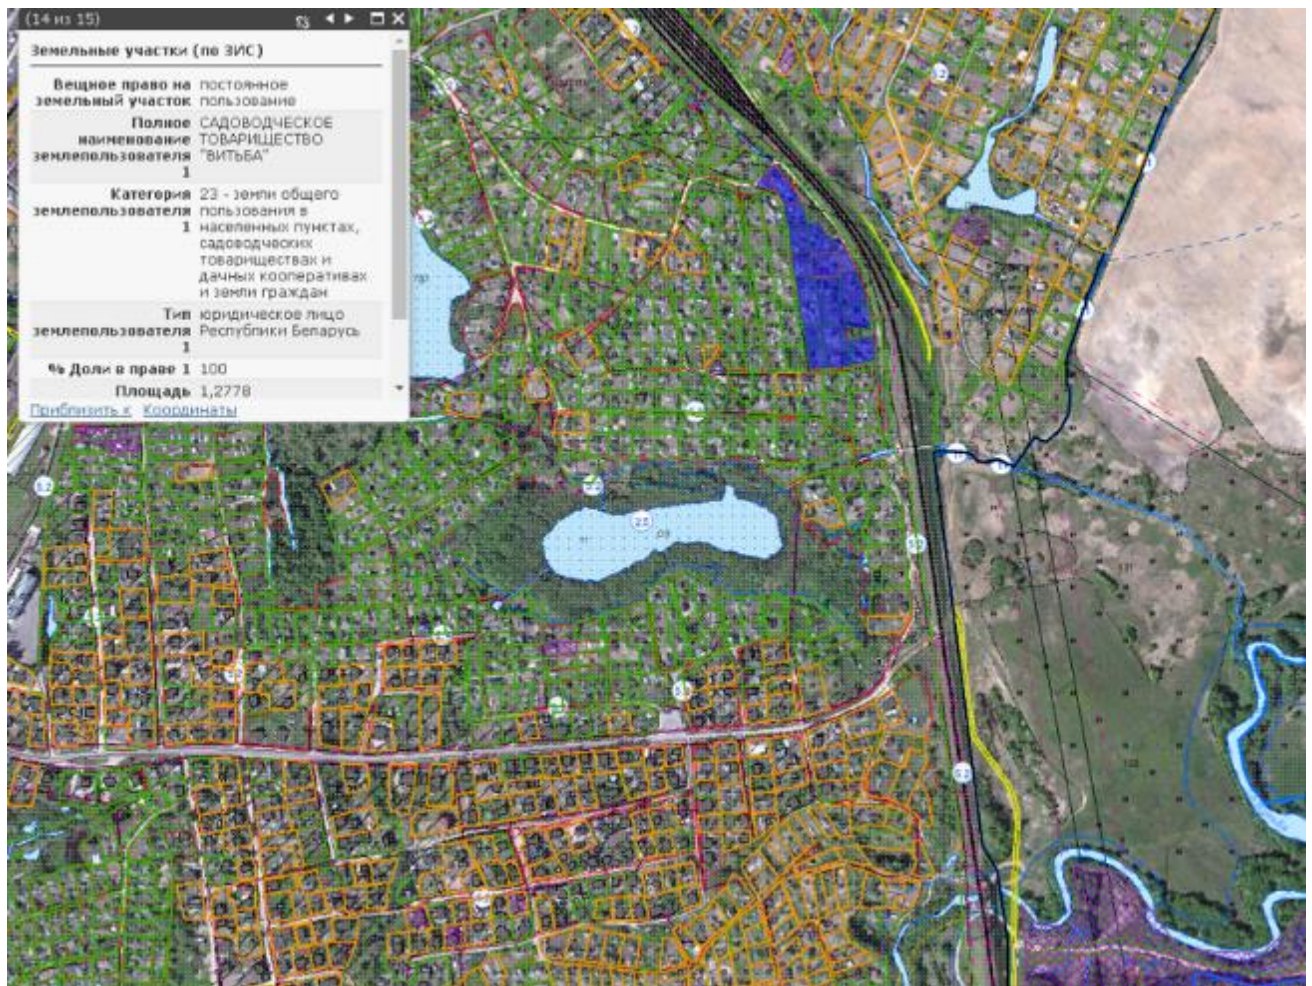 (14 из 15)
Земельные участки (по ЗИС)
Вещное право на постоянное
земельный участок пользование
Полное САДОВОДЧЕСКОЕ
наименование ТОВАРИЩЕСТВО
землепользователя "ВИТЬБА"
1
Категория 23 - земли общего
землепользователя пользования в
1 населенных пунктах,
садоводческих
товариществах и
дачных кооперативах
и земли граждан
Тип юридическое лицо
землепользователя Республики Беларусь
1
% Доли в праве 1 100
Площадь 1,2778
Приблизить к Координаты
52
52